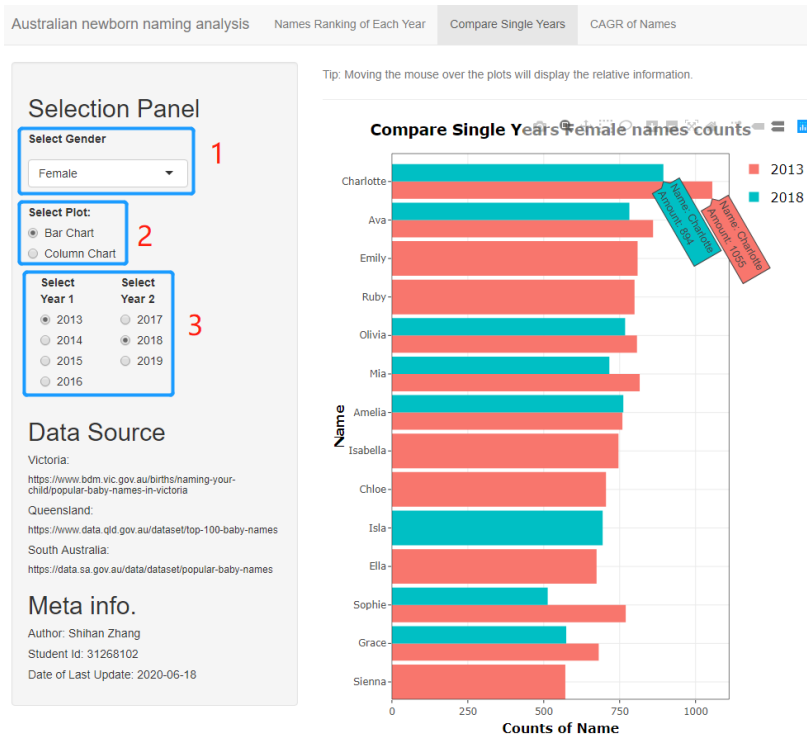 Australian newborn naming analysis
Names Ranking of Each Year
Compare Single Years
CAGR of Names
Tip: Moving the mouse over the plots will display the relative information.
Selection Panel
Select Gender
Female
1
Select Plot:
Bar Chart
Column Chart
2
Select Year 1
Select Year 2
2013
2014
2015
2016
2017
2018
2019
3
Data Source
Victoria:
https://www.bdm.vic.gov.au/births/naming-your-
child/popular-baby-names-in-victoria
Queensland:
https://www.data.qld.gov.au/dataset/top-100-baby-names
South Australia:
https://data.sa.gov.au/data/dataset/popular-baby-names
Meta info.
Author: Shihan Zhang
Student Id: 31268102
Date of Last Update: 2020-06-18
Compare Single Years Female names counts
2013
2018
Name: Charlotte
Amount: 894
Name: Charlotte
Amount: 1055
Name
Charlotte
Ava
Emily
Ruby
Olivia
Mia
Amelia
Isabella
Chloe
Isla
Ella
Sophie
Grace
Sienna
0
250
500
750
1000
Counts of Name